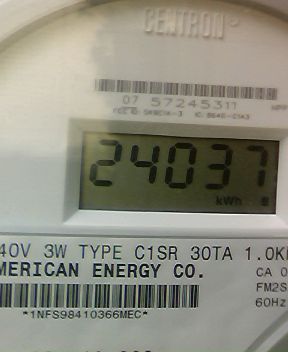 CENTRON
07 57245311
24037
kWh
40V 3W TYPE C1SR 30TA 1.0K
MERICAN ENERGY CO.
CA 0
FM2S
60Hz
*1NFS98410366MEC*